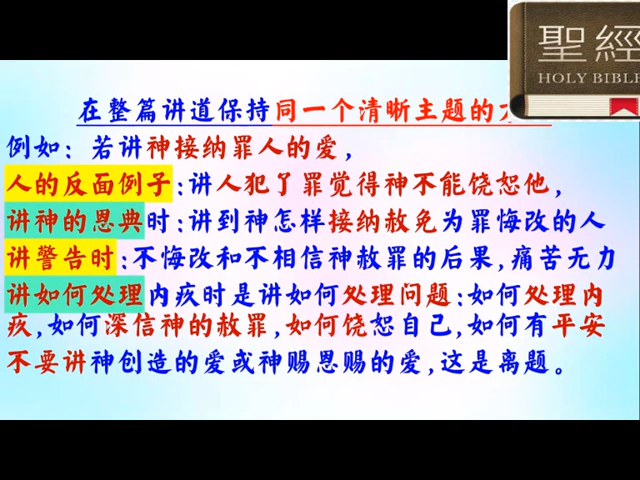 聖經
HOLY BIBLE
在整篇讲道保持同一个清晰主题的
例如：若讲神接纳罪人的爱，
人的反面例子：讲人犯了罪觉得神不能饶恕他，
讲神的恩典时：讲到神怎样接纳赦免为罪悔改的人
讲警告时：不悔改和不相信神赦罪的后果，痛苦无力
讲如何处理内疚时是讲如何处理问题：如何处理内
疚，如何深信神的赦罪，如何饶恕自己，如何有平安
不要讲神创造的爱或神赐恩赐的爱，这是离题。